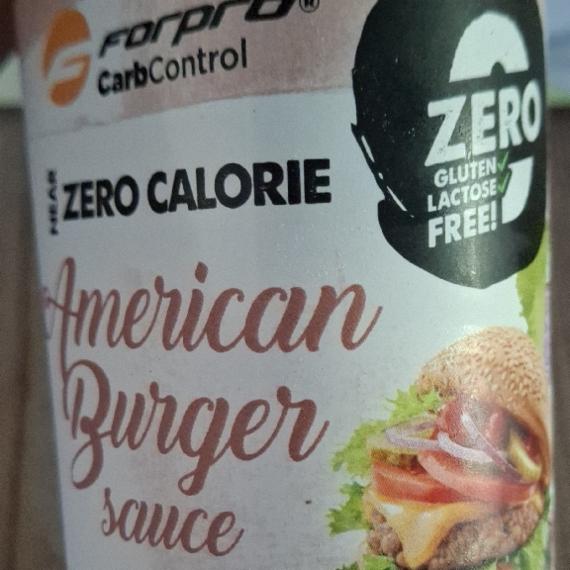 Forpro®
CarbControl
NEAR ZERO CALORIE
American
Burger
sauce
ZERO
GLUTEN✓
LACTOSE✓
FREE!